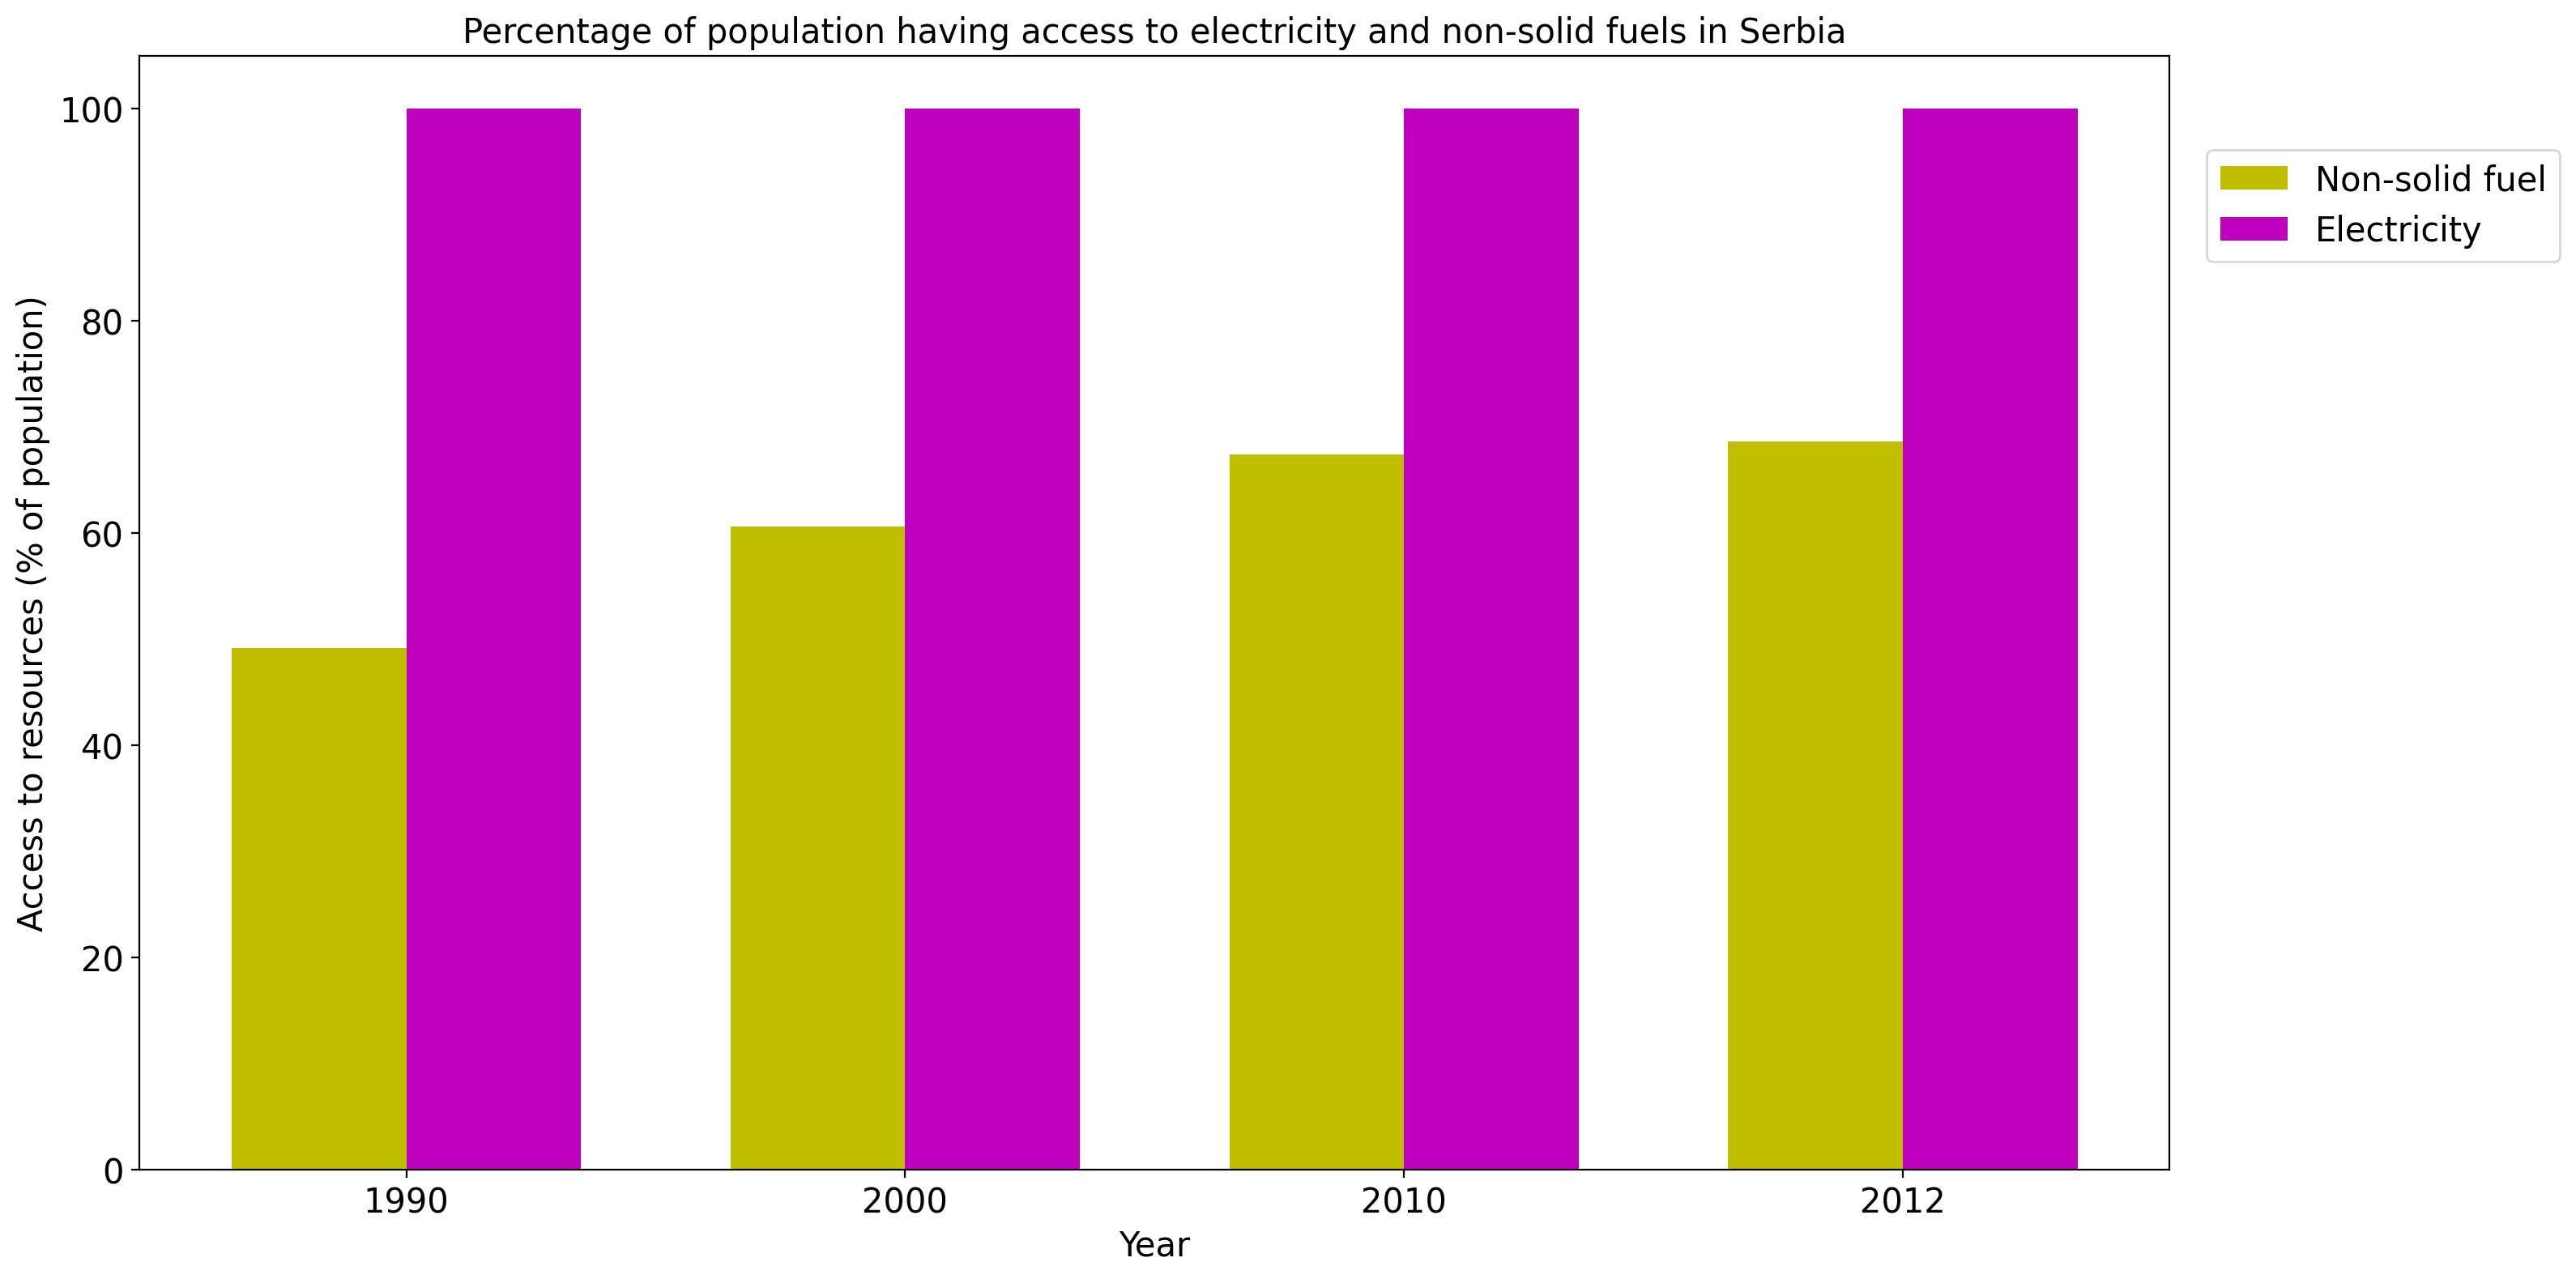 Percentage of population having access to electricity and non-solid fuels in Serbia
Access to resources (% of population)
100
80
60
40
20
0
1990
2000
2010
2012
Year
Non-solid fuel
Electricity